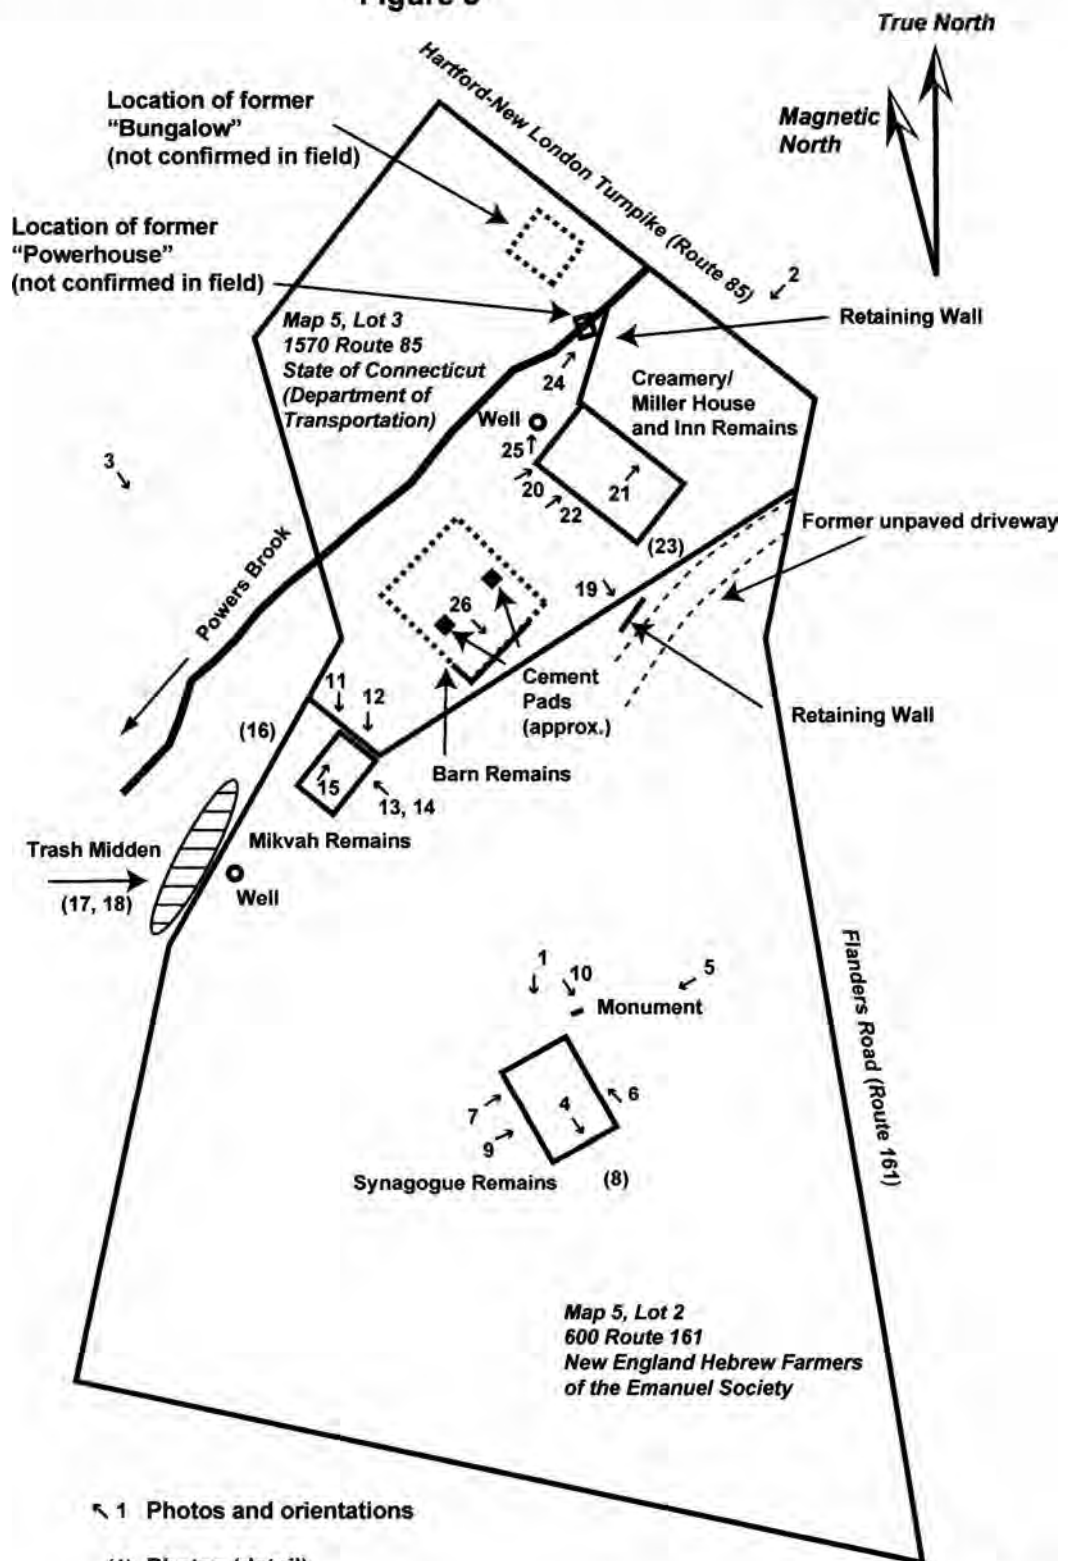 True North
Magnetic
North
Hartford-New London Turnpike (Route 85)
Location of former
"Bungalow"
(not confirmed in field)
Location of former
"Powerhouse"
(not confirmed in field)
2
Retaining Wall
Map 5, Lot 3
1570 Route 85
State of Connecticut
(Department of
Transportation)
24
Creamery/
Miller House
and Inn Remains
Well
25
20
21
22
3
(23)
Former unpaved driveway
Powers Brook
19
26
Cement
Pads
(approx.)
Retaining Wall
11
12
(16)
Barn Remains
15
13, 14
Mikvah Remains
Trash Midden
(17, 18)
Well
1
10
5
Monument
Flanders Road (Route 161)
7
4
6
9
Synagogue Remains
(8)
Map 5, Lot 2
600 Route 161
New England Hebrew Farmers
of the Emanuel Society
1 Photos and orientations